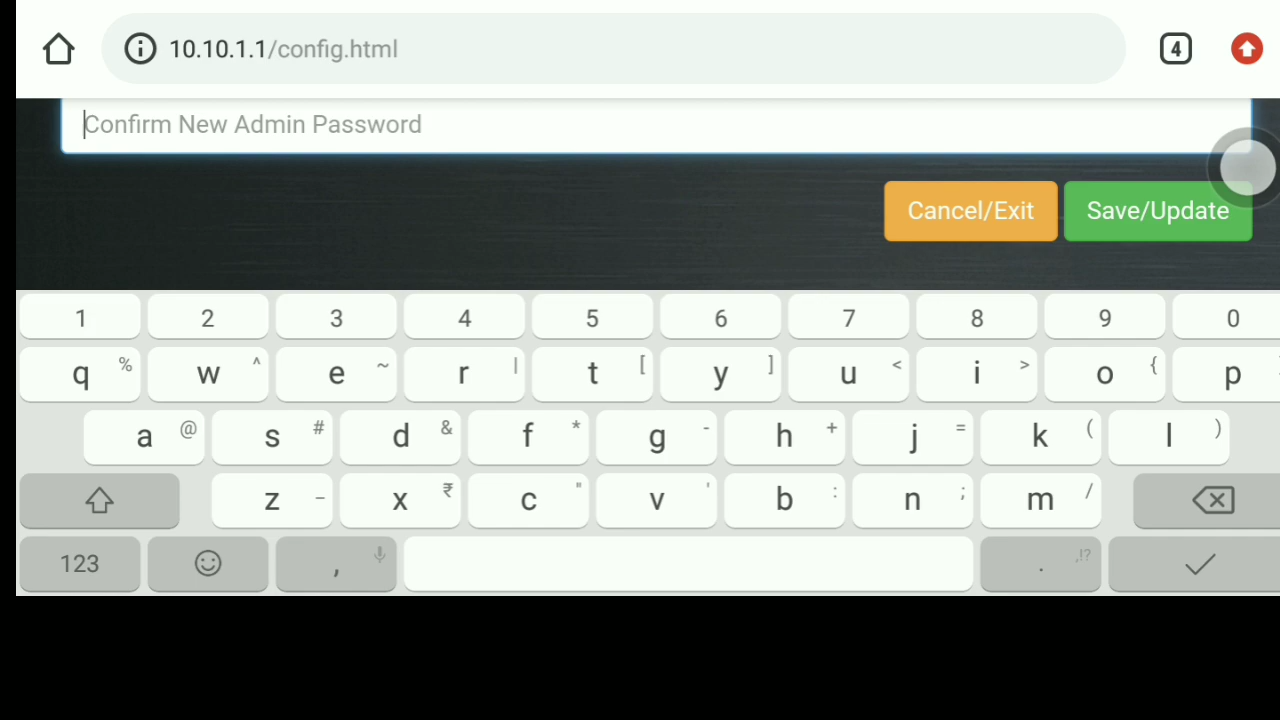 10.10.1.1/config.html 4
Confirm New Admin Password
Cancel/Exit Save/Update
1 2 3 4 5 6 7 8 9 0
q % w ^ e ~ r | t [ y ] u < i > o { p
a @ s # d & f * g - h + j = k ( l )
z _ x ₹ c " v ' b : n ; m /
123 , . ,!?